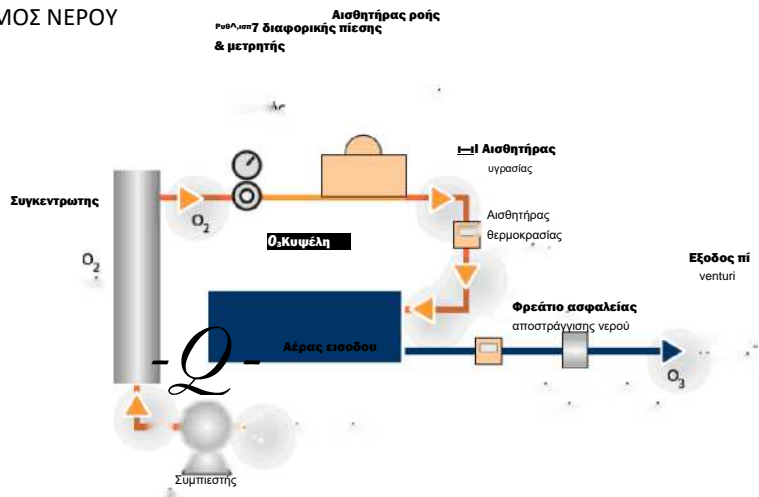 ΜΟΣ ΝΕΡΟΥ
Αισθητήρας ροής
διαφορικής πίεσης
& μετρητής
Αισθητήρας
υγρασίας
Συγκεντρωτης
O₂
O₂
Αισθητήρας
θερμοκρασίας
O₃Κυψέλη
Εξοδος πί
venturi
Φρεάτιο ασφαλείας
αποστράγγισης νερού
Αέρας εισοδου
-Q-
O₃
Συμπιεστής